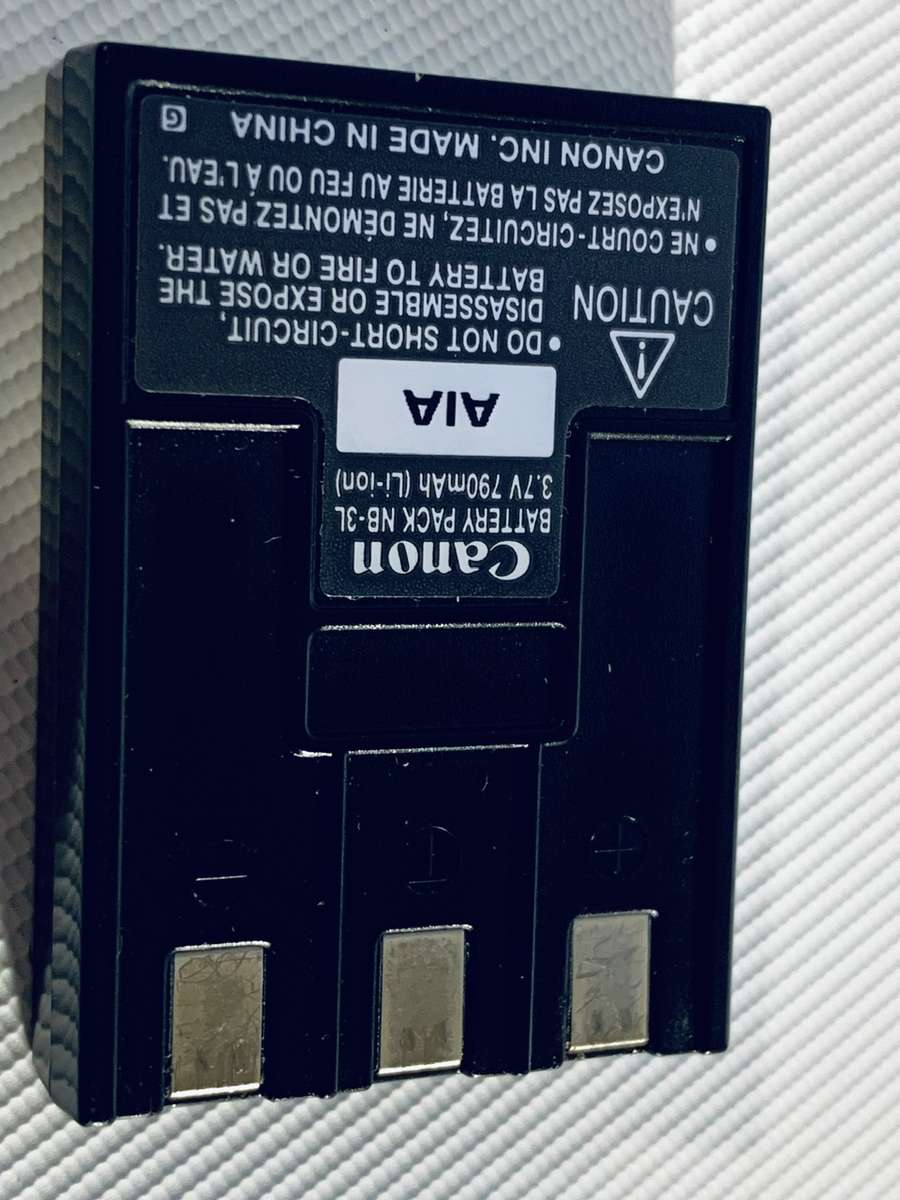 Canon
BATTERY PACK NB-3L
3.7V 790mAh (Li-ion)
AIA
CAUTION
• DO NOT SHORT-CIRCUIT,
DISASSEMBLE OR EXPOSE THE
BATTERY TO FIRE OR WATER.
• NE COURT-CIRCUITEZ, NE DÉMONTEZ PAS ET
N'EXPOSEZ PAS LA BATTERIE AU FEU OU À L'EAU.
CANON INC. MADE IN CHINA G
− T +